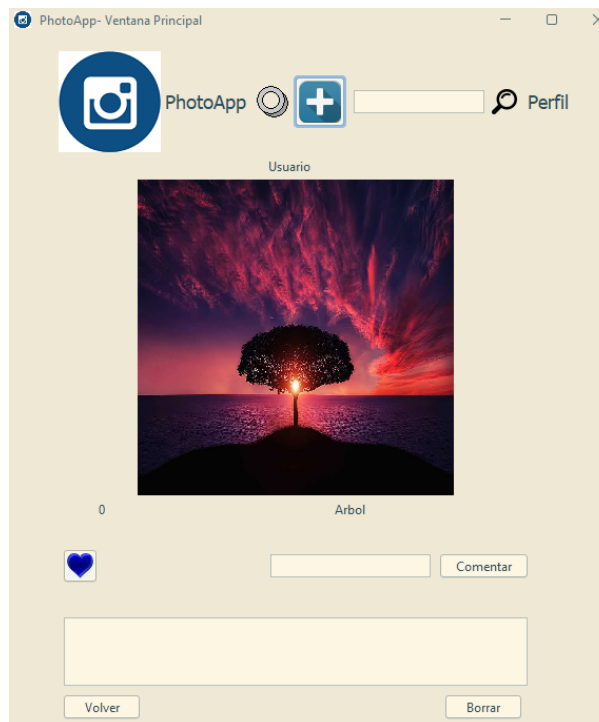 PhotoApp- Ventana Principal
PhotoApp Perfil
Usuario
0 Arbol
Comentar
Volver Borrar